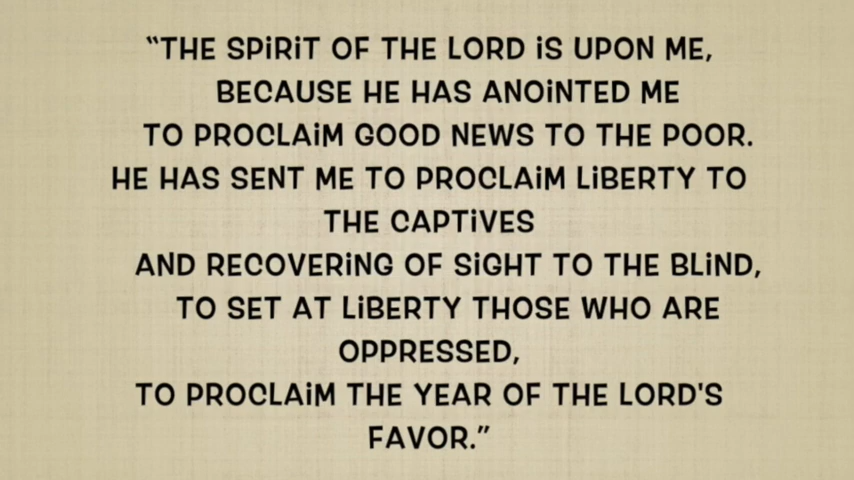 “THE SPiRiT OF THE LORD iS UPON ME,
BECAUSE HE HAS ANOiNTED ME
TO PROCLAiM GOOD NEWS TO THE POOR.
HE HAS SENT ME TO PROCLAiM LiBERTY TO
THE CAPTiVES
AND RECOVERiNG OF SiGHT TO THE BLiND,
TO SET AT LiBERTY THOSE WHO ARE
OPPRESSED,
TO PROCLAiM THE YEAR OF THE LORD'S
FAVOR.”